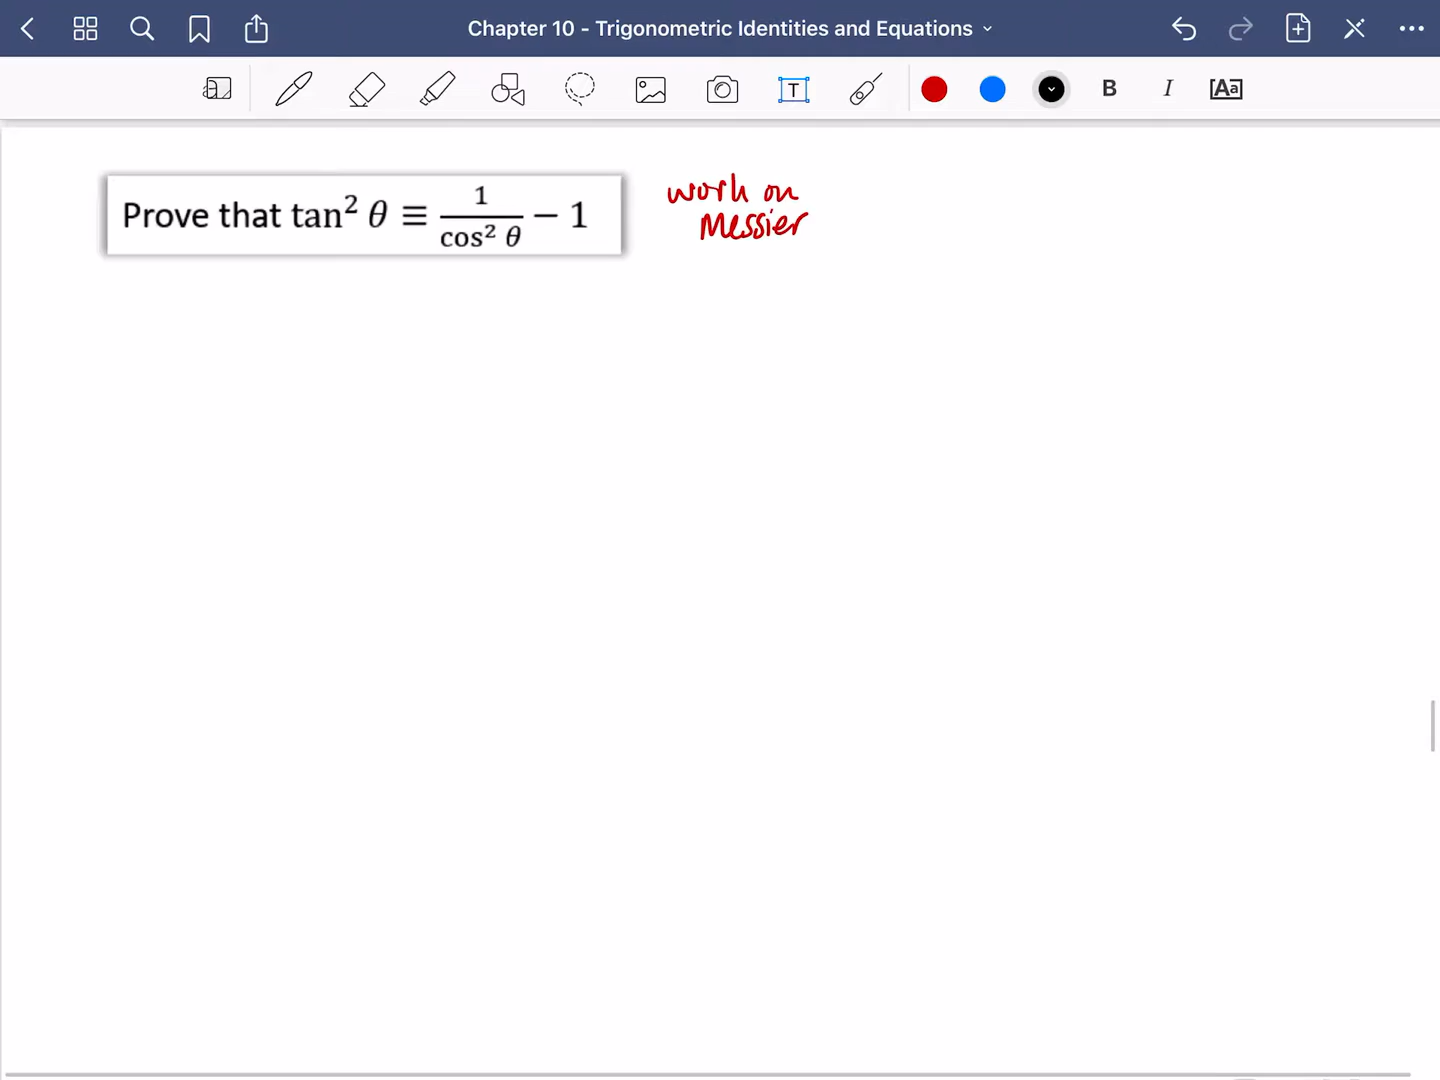 Chapter 10 - Trigonometric Identities and Equations
T
B I [Aa]
Prove that tan² θ ≡ 1/cos² θ − 1
work on
Messier